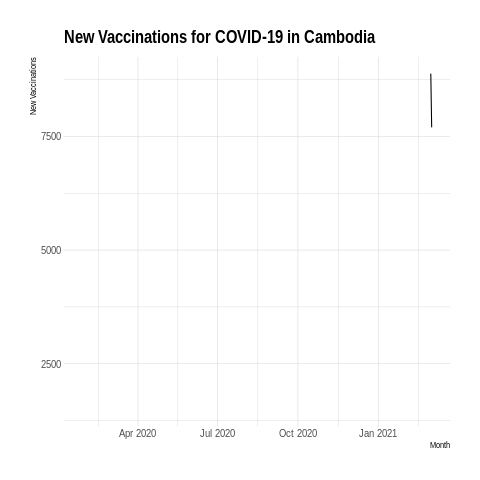 New Vaccinations for COVID-19 in Cambodia
New Vaccinations
7500
5000
2500
Apr 2020 Jul 2020 Oct 2020 Jan 2021
Month